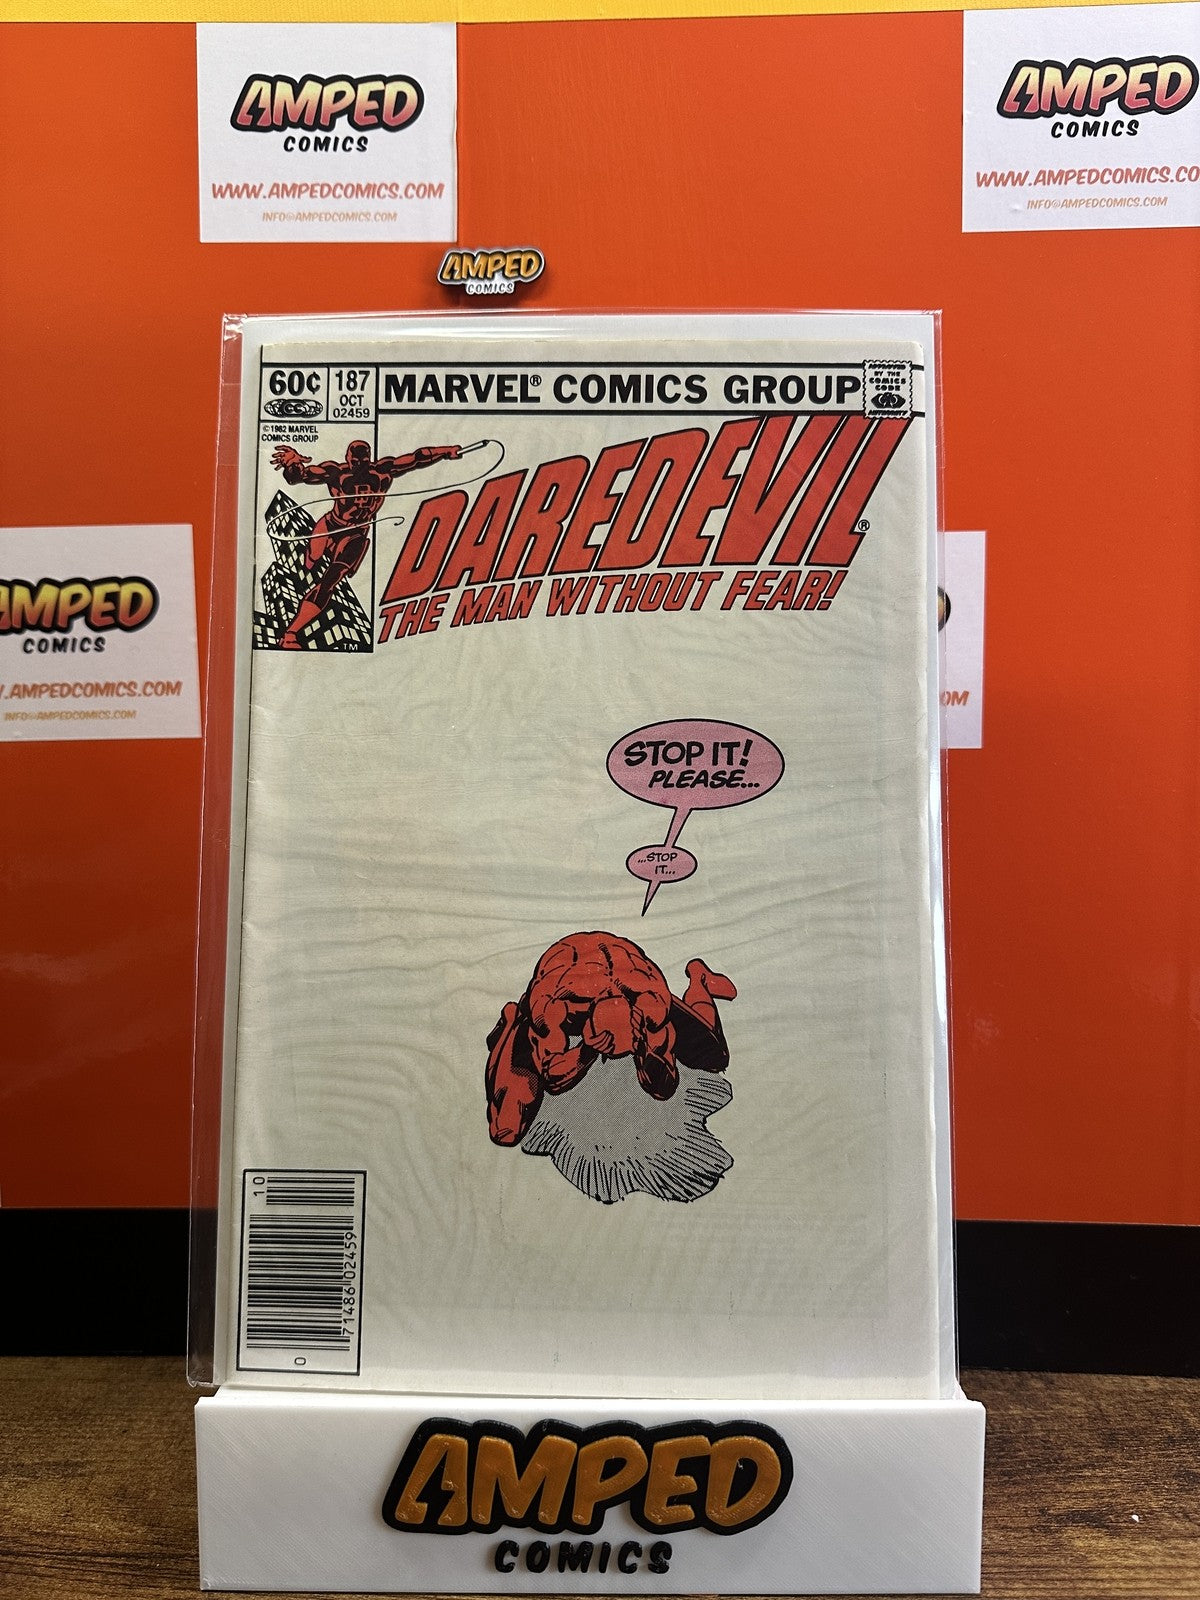 AMPED
COMICS
WWW.AMPEDCOMICS.COM
INFO@AMPEDCOMICS.COM
AMPED
COMICS
WWW.AMPEDCOMICS.CO
INFO@AMPEDCOMICS.COM
AMPED
COMICS
60¢
CC
187
OCT
02459
MARVEL® COMICS GROUP
APPROVED
BY THE
COMICS
CODE
AUTHORITY
© 1982 MARVEL
COMICS GROUP
DAREDEVIL®
THE MAN WITHOUT FEAR!
TM
AMPED
COMICS
.AMPEDCOMICS.COM
INFO@AMPEDCOMICS.COM
OM
STOP IT!
PLEASE...
...STOP
IT...
10
71486 02459
0
AMPED
COMICS